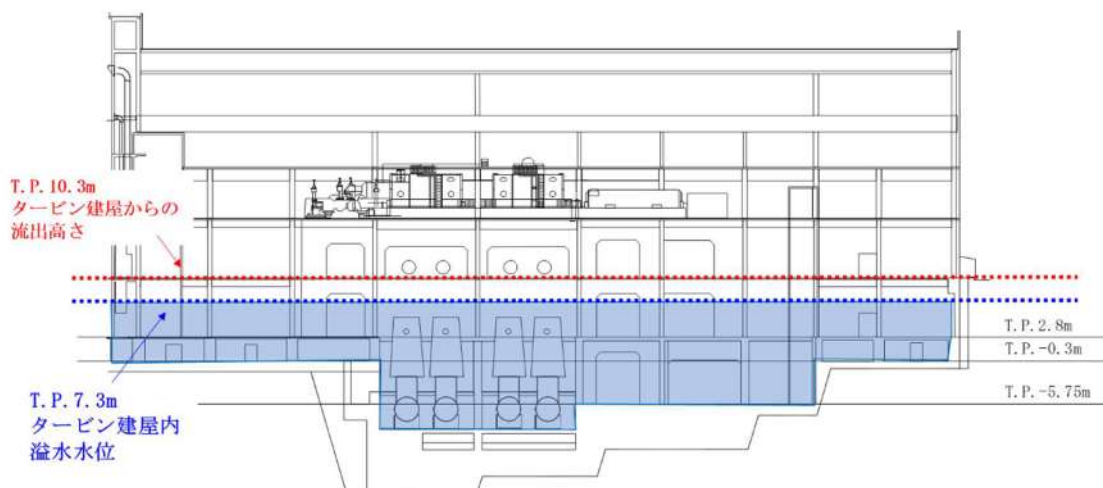 T.P.10.3m
タービン建屋からの
流出高さ
T.P.2.8m
T.P.-0.3m
T.P.-5.75m
T.P.7.3m
タービン建屋内
溢水水位